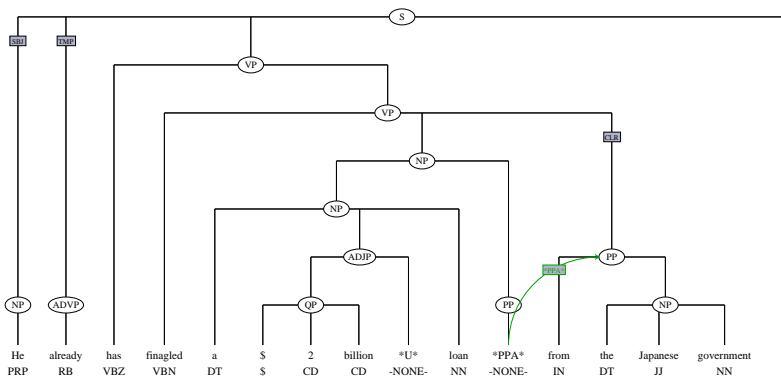 S
SBJ TMP
VP
VP
CLR
NP
NP
ADJP PP
*PPA*
NP ADVP QP PP NP
He already has finagled a $ 2 billion *U* loan *PPA* from the Japanese government
PRP RB VBZ VBN DT $ CD CD -NONE- NN -NONE- IN DT JJ NN